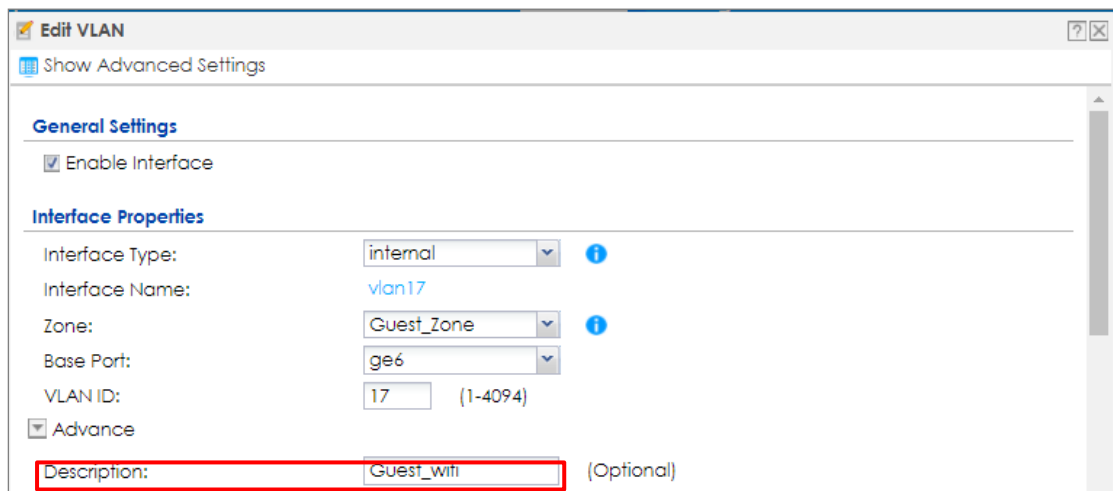 Edit VLAN
Show Advanced Settings
General Settings
Enable Interface
Interface Properties
Interface Type: internal
Interface Name: vlan17
Zone: Guest_Zone
Base Port: ge6
VLAN ID: 17 (1-4094)
Advance
Description: Guest_wifi (Optional)